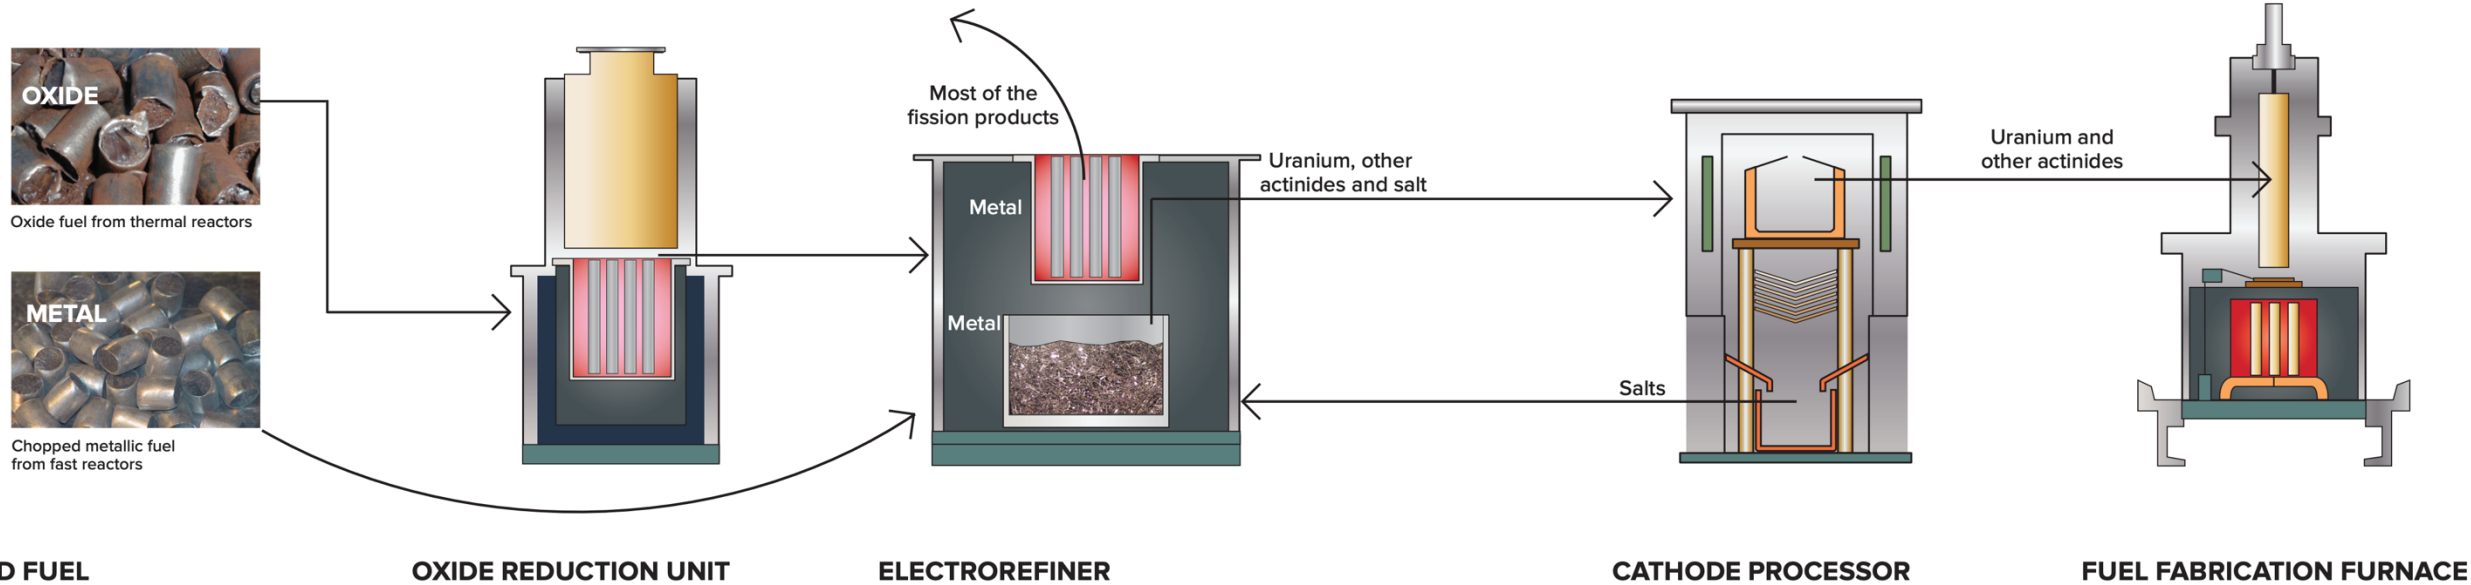 OXIDE
Oxide fuel from thermal reactors
METAL
Chopped metallic fuel
from fast reactors
Most of the
fission products
Metal
Metal
Uranium, other
actinides and salt
Salts
Uranium and
other actinides
D FUEL
OXIDE REDUCTION UNIT
ELECTROREFINER
CATHODE PROCESSOR
FUEL FABRICATION FURNACE